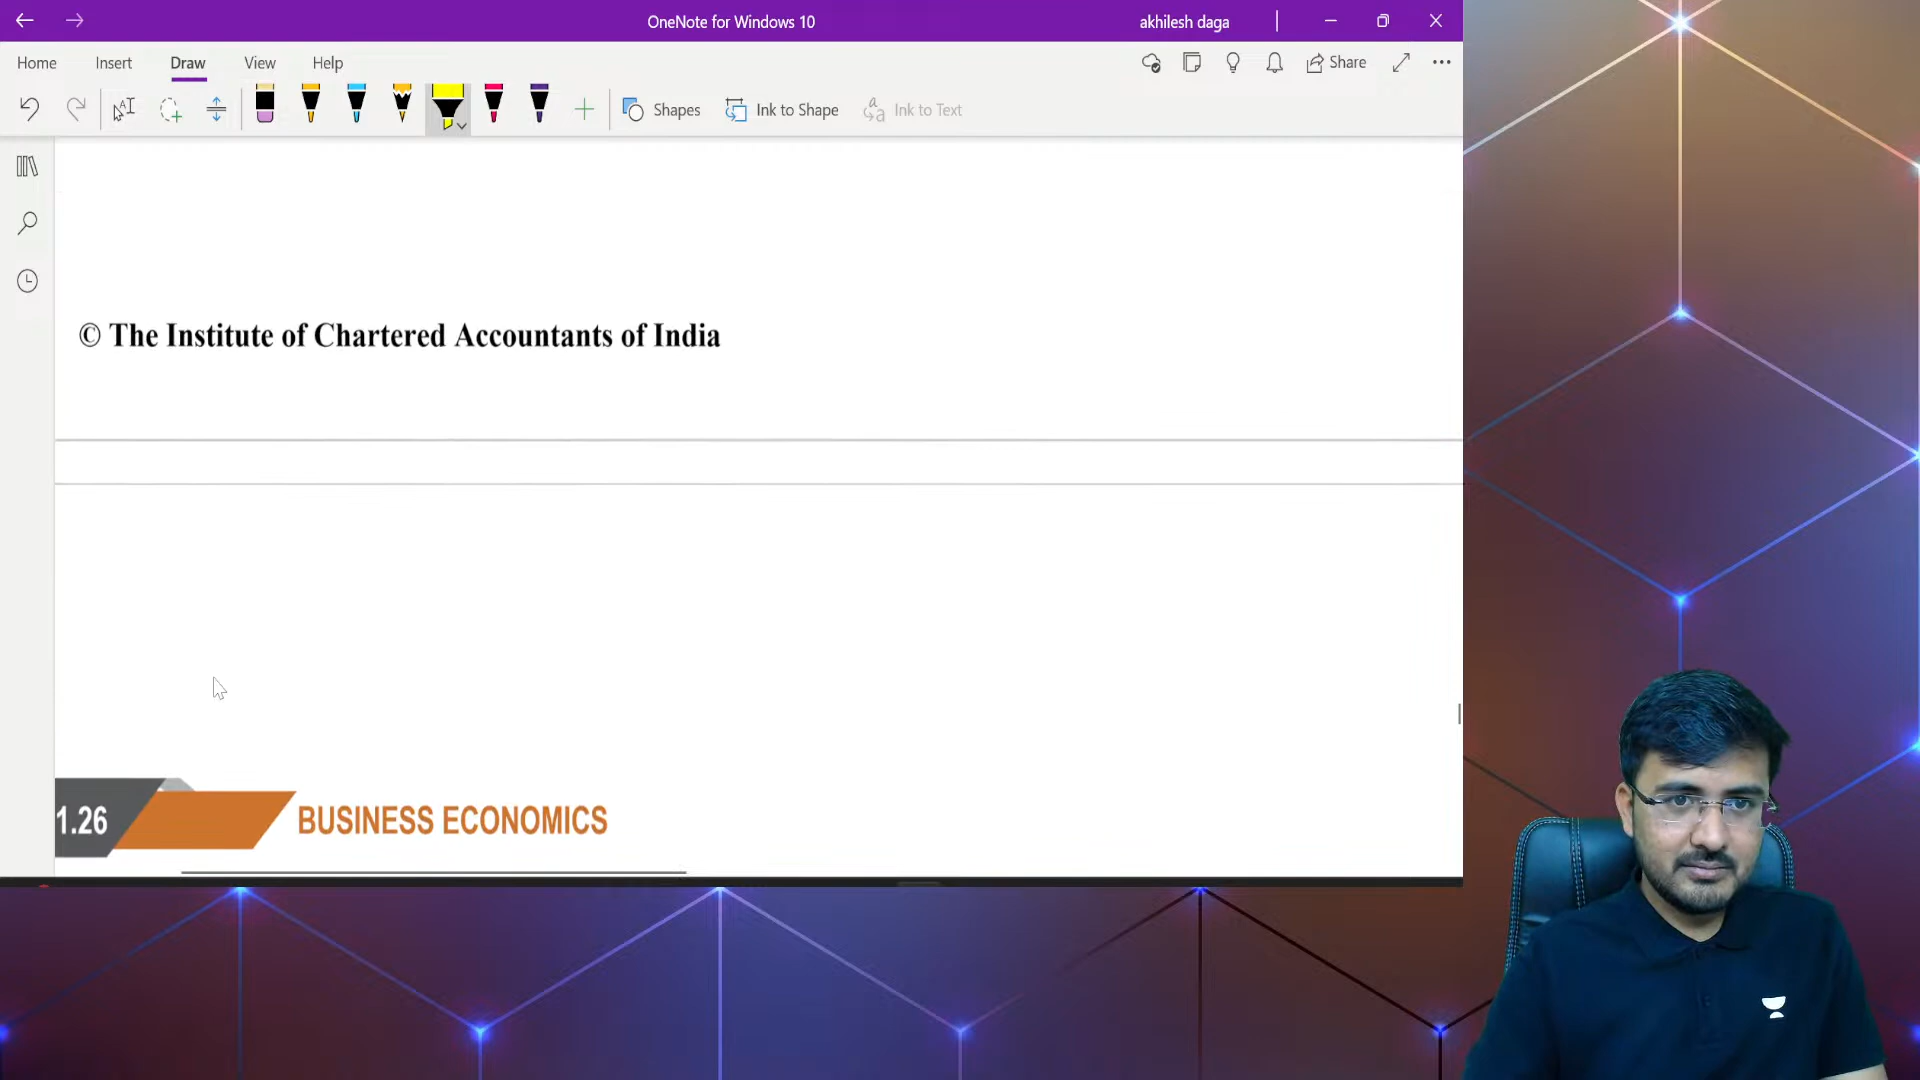 OneNote for Windows 10
akhilesh daga
Home
Insert
Draw
View
Help
Share
Shapes
Ink to Shape
Ink to Text
© The Institute of Chartered Accountants of India
1.26
BUSINESS ECONOMICS